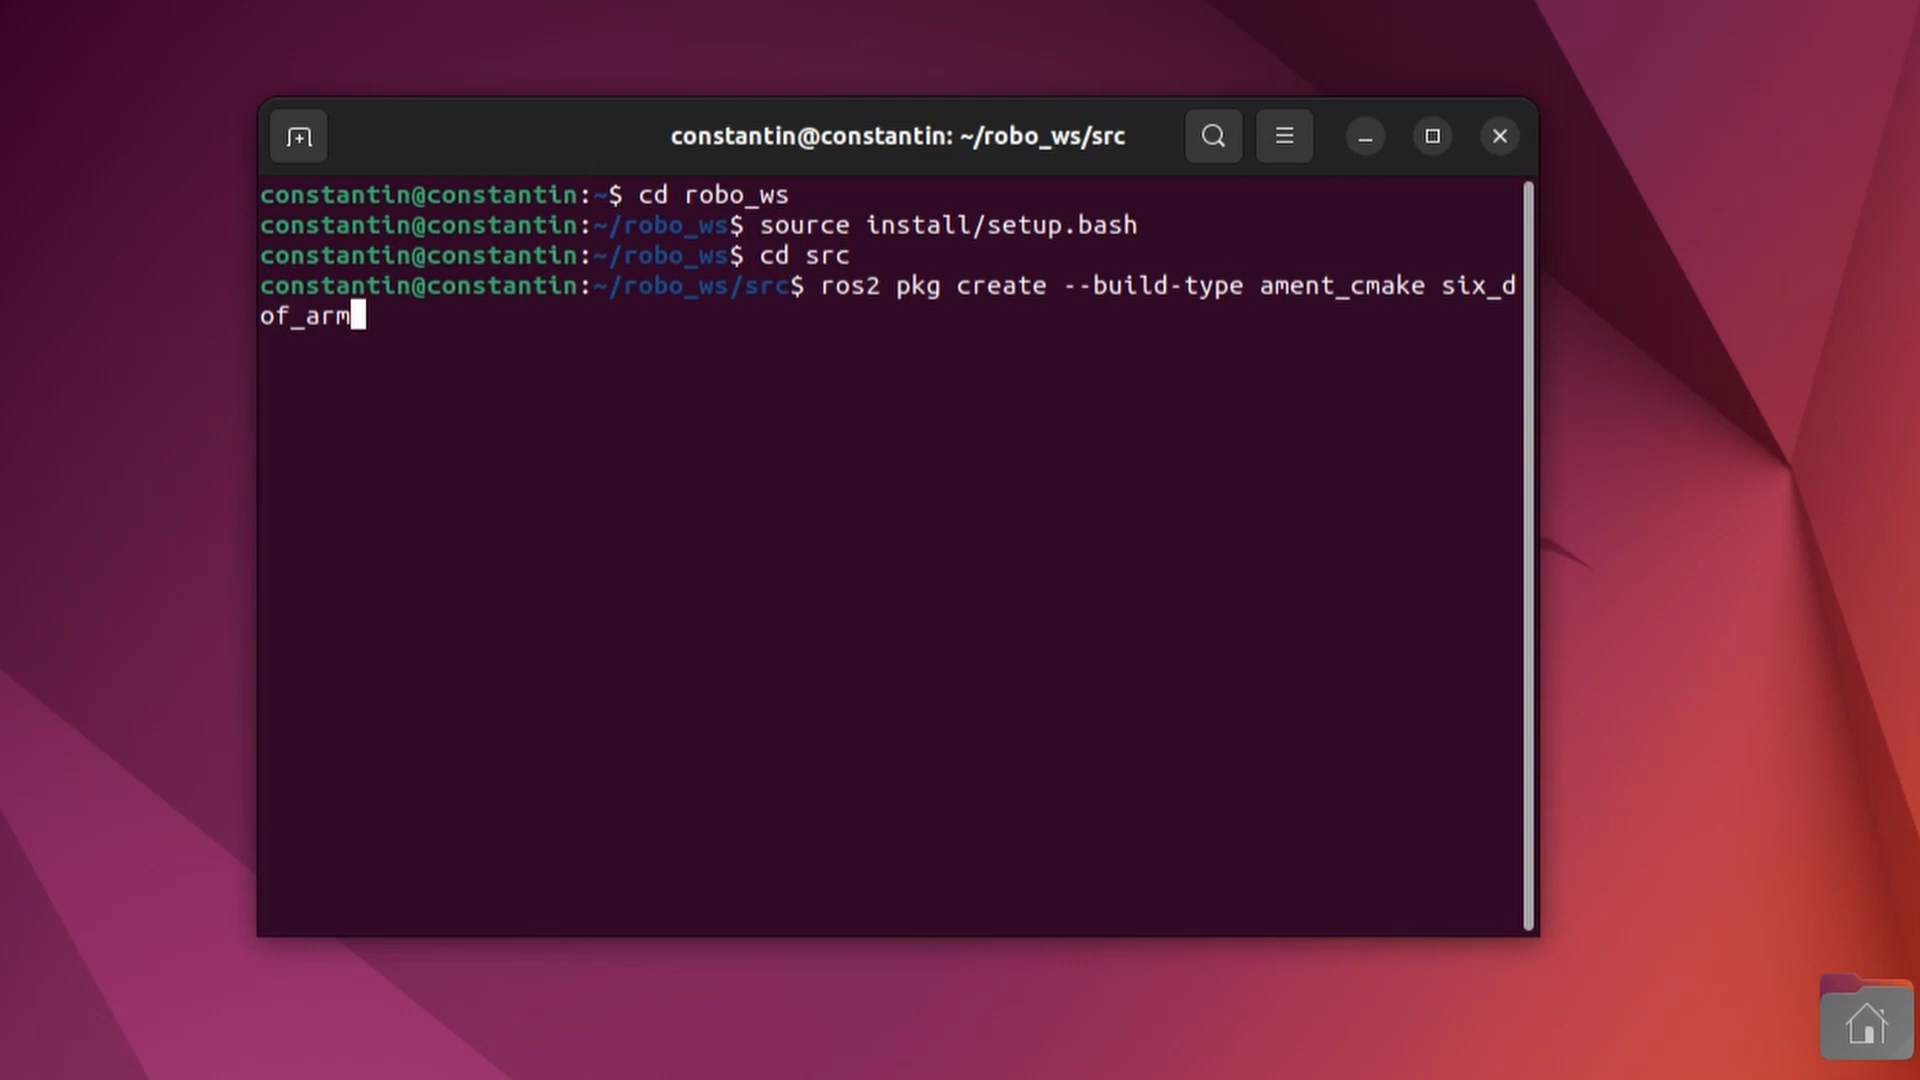 constantin@constantin: ~/robo_ws/src
constantin@constantin:~$ cd robo_ws
constantin@constantin:~/robo_ws$ source install/setup.bash
constantin@constantin:~/robo_ws$ cd src
constantin@constantin:~/robo_ws/src$ ros2 pkg create --build-type ament_cmake six_d
of_arm